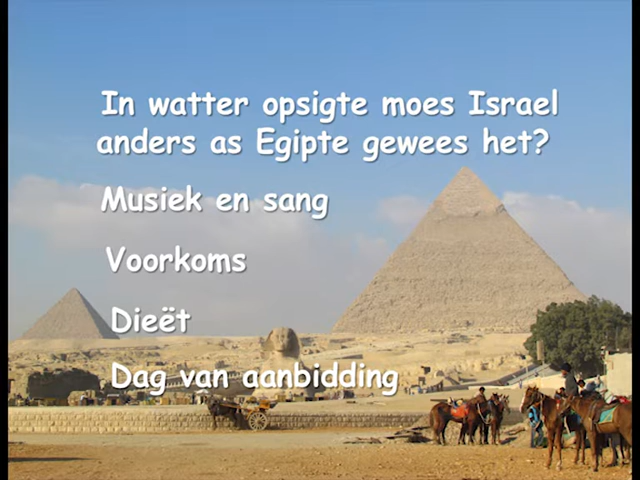 In watter opsigte moes Israel
anders as Egipte gewees het?
Musiek en sang
Voorkoms
Dieët
Dag van aanbidding